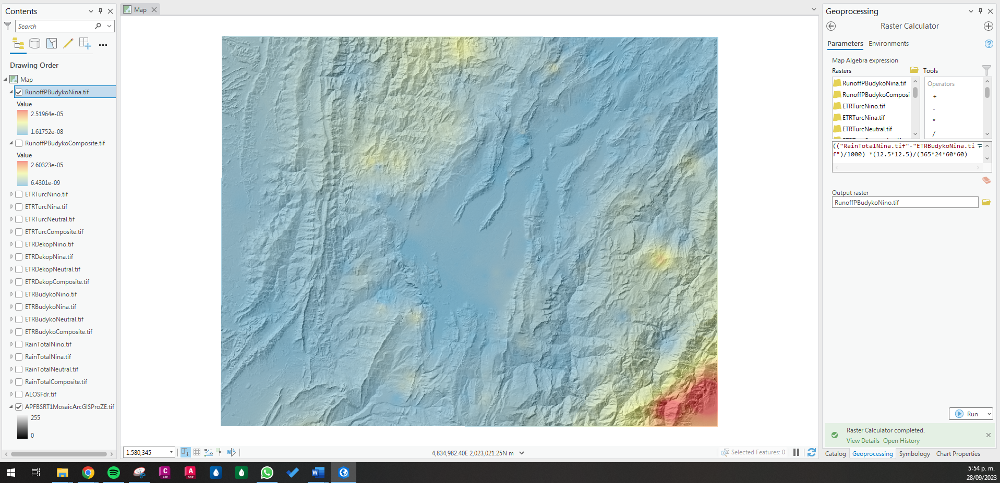 Contents
Search
Drawing Order
Map
RunoffPBudykoNina.tif
Value
2.51964e-05
1.61752e-08
RunoffPBudykoComposite.tif
Value
2.60323e-05
6.4301e-09
ETRTurcNino.tif
ETRTurcNina.tif
ETRTurcNeutral.tif
ETRTurcComposite.tif
ETRDekopNino.tif
ETRDekopNina.tif
ETRDekopNeutral.tif
ETRDekopComposite.tif
ETRBudykoNino.tif
ETRBudykoNina.tif
ETRBudykoNeutral.tif
ETRBudykoComposite.tif
RainTotalNino.tif
RainTotalNina.tif
RainTotalNeutral.tif
RainTotalComposite.tif
ALOSFdr.tif
APFBSRT1MosaicArcGISProZE.tif
255
0
Map
1:580,345
4,834,982.40E 2,023,021.25N m
Selected Features: 0
Geoprocessing
Raster Calculator
Parameters Environments
Map Algebra expression
Rasters Tools
RunoffPBudykoNina.tif
RunoffPBudykoComposi
ETRTurcNino.tif
ETRTurcNina.tif
ETRTurcNeutral.tif
Operators
+
-
*
/
(("RainTotalNina.tif"-"ETRBudykoNina.ti
f")/1000) *(12.5*12.5)/(365*24*60*60)
Output raster
RunoffPBudykoNino.tif
Run
Raster Calculator completed.
View Details Open History
Catalog Geoprocessing Symbology Chart Properties
C
C3D
A
CAD
W
5:54 p. m.
28/09/2023